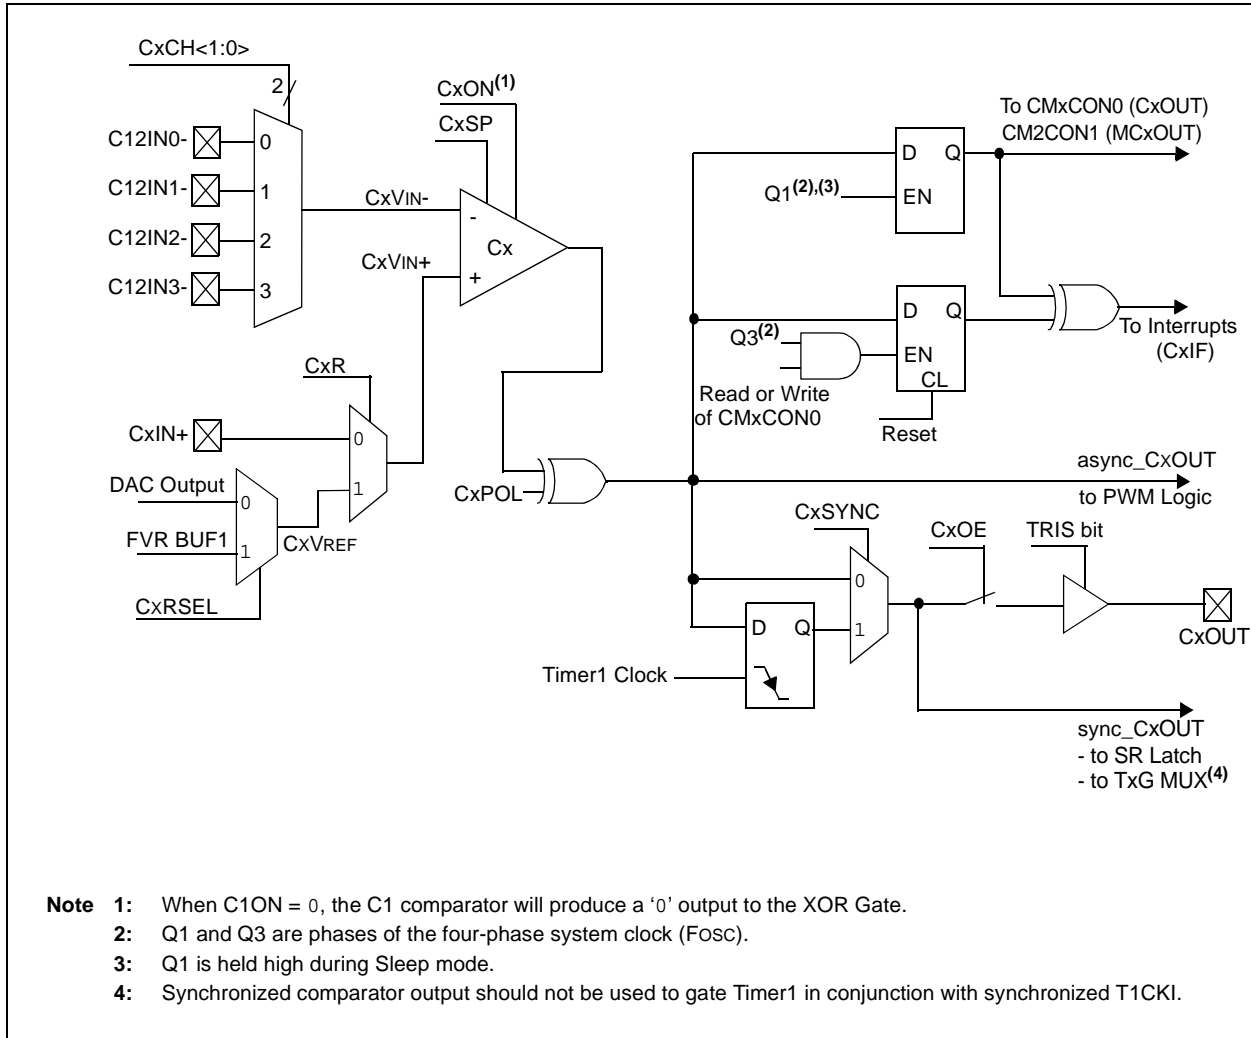 CxCH<1:0>
2
C12IN0-
0
C12IN1-
1
C12IN2-
2
C12IN3-
3
CxON(1)
CxSP
CxVIN-
-
Cx
CxVIN+
+
CxR
CxIN+
0
1
DAC Output
0
FVR BUF1
1
CxVREF
CxRSEL
CxPOL
D
Q
Q1(2),(3)
EN
To CMxCON0 (CxOUT)
CM2CON1 (MCxOUT)
D
Q
Q3(2)
EN
CL
Read or Write
of CMxCON0
Reset
To Interrupts
(CxIF)
async_CxOUT
to PWM Logic
CxSYNC
0
1
D
Q
Timer1 Clock
CxOE
TRIS bit
CxOUT
sync_CxOUT
- to SR Latch
- to TxG MUX(4)
Note 1: When C1ON = 0, the C1 comparator will produce a ‘0’ output to the XOR Gate.
2: Q1 and Q3 are phases of the four-phase system clock (FOSC).
3: Q1 is held high during Sleep mode.
4: Synchronized comparator output should not be used to gate Timer1 in conjunction with synchronized T1CKI.